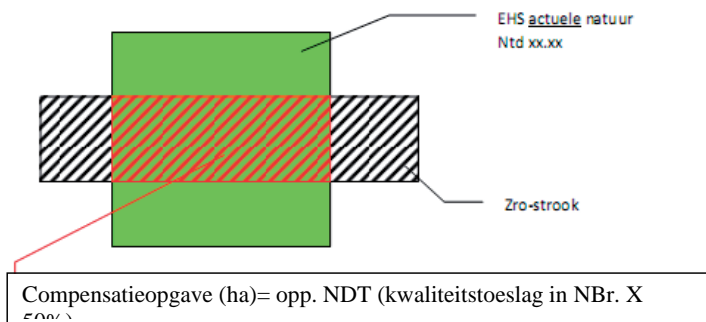 EHS actuele natuur
Ntd xx.xx
Zro-strook
Compensatieopgave (ha)= opp. NDT (kwaliteitstoeslag in NBr. X
50%)